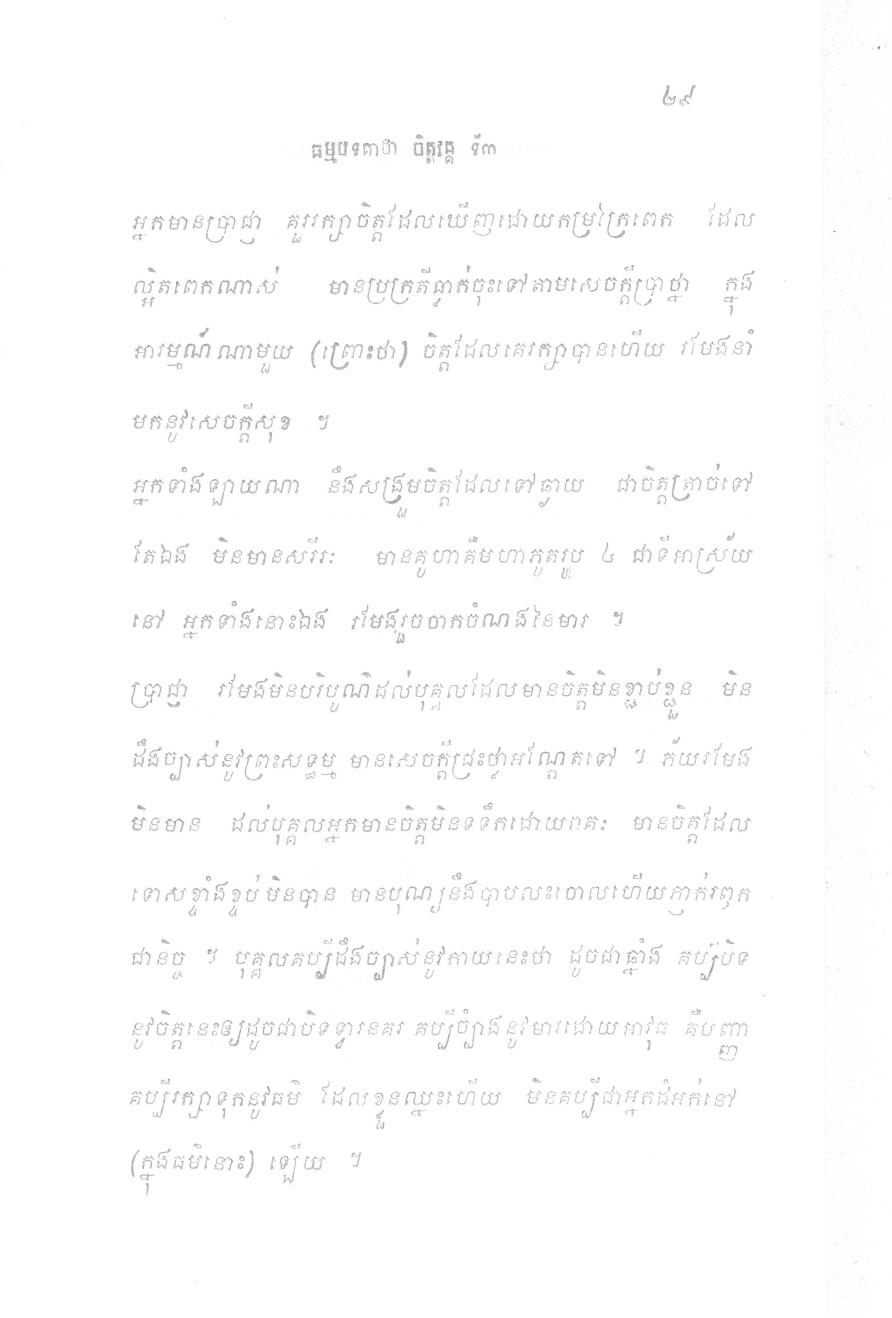 ២៩
ធម្មបទគាថា ចិត្តវគ្គ ទី៣
អ្នកមានប្រាជ្ញា គួររក្សាចិត្តដែលឃើញដោយកម្រក្រៃពេក ដែល
ល្អិតពេកណាស់ មានប្រក្រតីធ្លាក់ចុះទៅតាមសេចក្តីប្រាថ្នា ក្នុង
អារម្មណ៍ណាមួយ (ព្រោះថា) ចិត្តដែលគេរក្សាបានហើយ រមែងនាំ
មកនូវសេចក្តីសុខ ។
អ្នកទាំងឡាយណា នឹងសង្រួមចិត្តដែលទៅឆ្ងាយ ជាចិត្តត្រាច់ទៅ
តែឯង មិនមានសរីរៈ មានគូហាគឺមហាភូតរូប ៤ ជាទីអាស្រ័យ
នៅ អ្នកទាំងនោះឯង រមែងរួចចាកចំណងនៃមារ ។
ប្រាជ្ញា រមែងមិនបរិបូណ៌ដល់បុគ្គលដែលមានចិត្តមិនខ្ជាប់ខ្ជួន មិន
ដឹងច្បាស់នូវព្រះសទ្ធម្ម មានសេចក្តីជ្រះថ្លាអណ្តែតទៅ ។ ភ័យរមែង
មិនមាន ដល់បុគ្គលអ្នកមានចិត្តមិនទទឹកដោយរាគៈ មានចិត្តដែល
ទោសខ្ទាំងខ្ទប់មិនបាន មានបុណ្យនឹងបាបលះចោលហើយភ្ញាក់រឭក
ជានិច្ច ។ បុគ្គលគប្បីដឹងច្បាស់នូវកាយនេះថា ដូចជាឆ្នាំង គប្បីបិទ
នូវចិត្តនេះឲ្យដូចជាបិទទ្វារនគរ គប្បីច្បាំងនូវមារដោយអាវុធ គឺបញ្ញា
គប្បីរក្សាទុកនូវធម៌ ដែលខ្លួនឈ្នះហើយ មិនគប្បីជាអ្នកជំអក់នៅ
(ក្នុងធម៌នោះ) ឡើយ ។